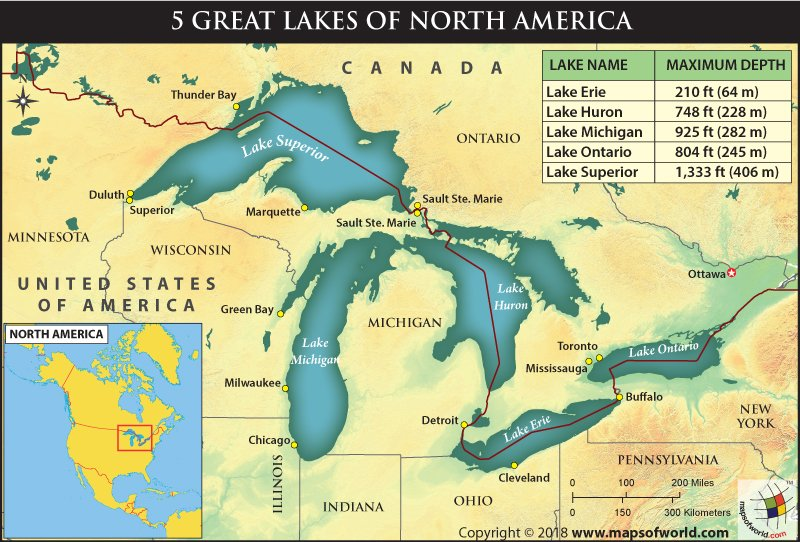 5 GREAT LAKES OF NORTH AMERICA
CANADA
LAKE NAME MAXIMUM DEPTH
Lake Erie 210 ft (64 m)
Lake Huron 748 ft (228 m)
Lake Michigan 925 ft (282 m)
Lake Ontario 804 ft (245 m)
Lake Superior 1,333 ft (406 m)
Thunder Bay
ONTARIO
Lake Superior
Duluth
Superior
Marquette
Sault Ste. Marie
Sault Ste. Marie
MINNESOTA
WISCONSIN
UNITED STATES
OF AMERICA
Ottawa
Green Bay
MICHIGAN
Lake
Huron
Lake
Michigan
NORTH AMERICA
Toronto
Mississauga
Lake Ontario
Milwaukee
Buffalo
NEW
YORK
Detroit
Lake Erie
Chicago
Cleveland
PENNSYLVANIA
ILLINOIS
INDIANA
OHIO
0 100 200 Miles
0 150 300 Kilometers
mapsofworld.com
Copyright © 2018 www.mapsofworld.com